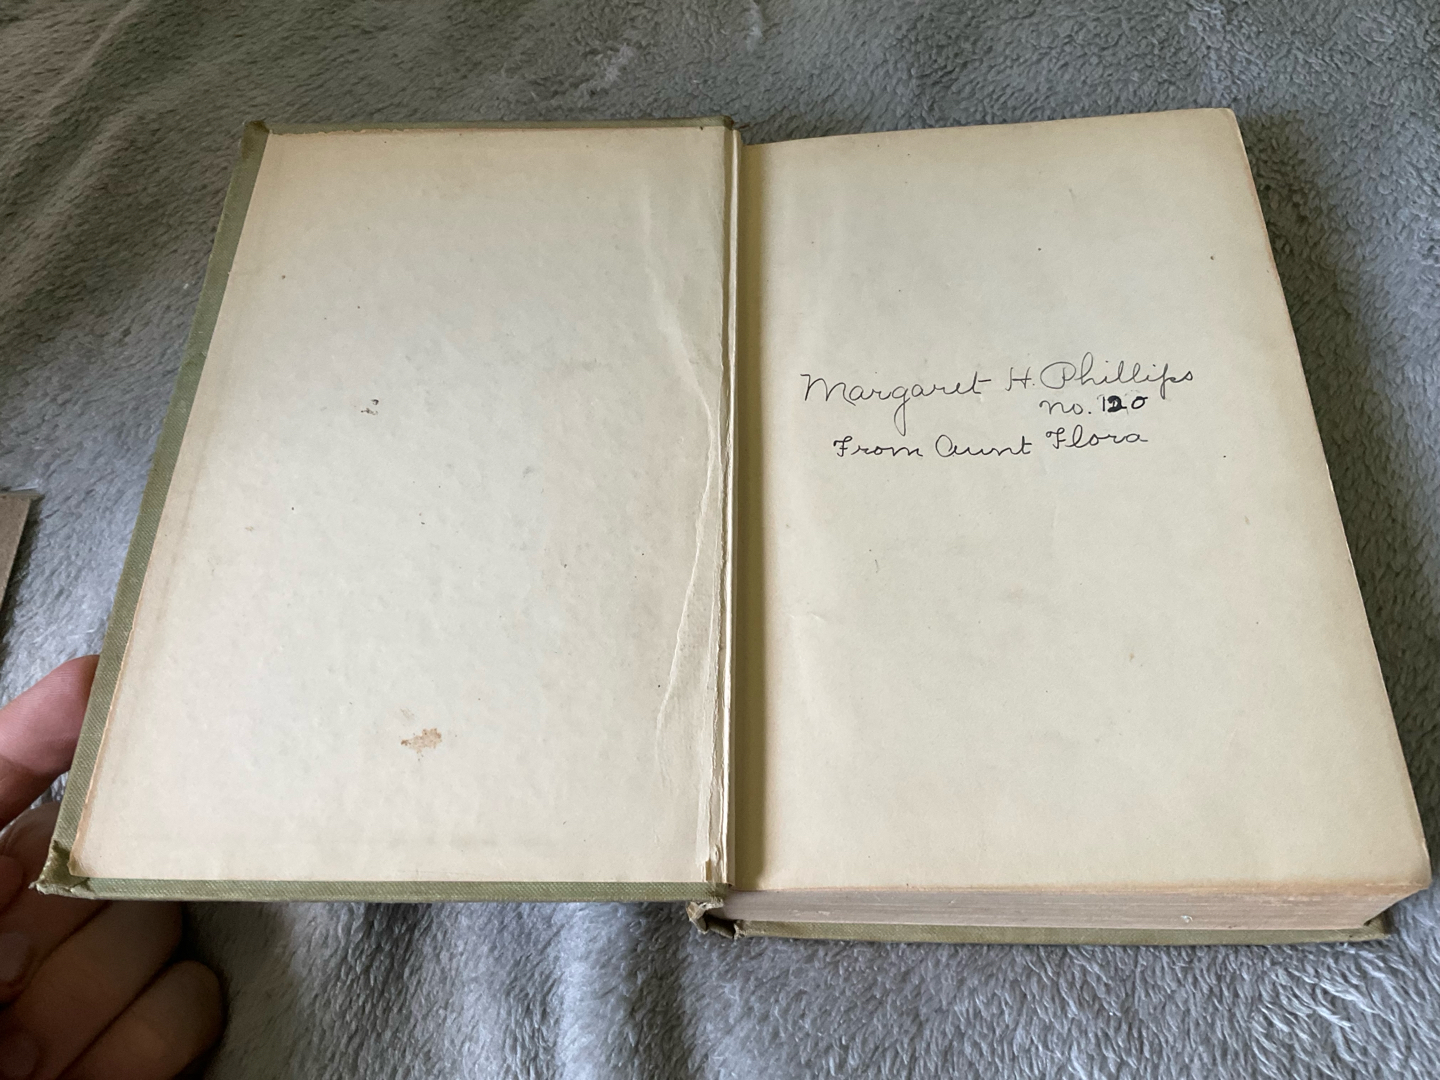 Margaret H. Phillips
no. 120
From Aunt Flora